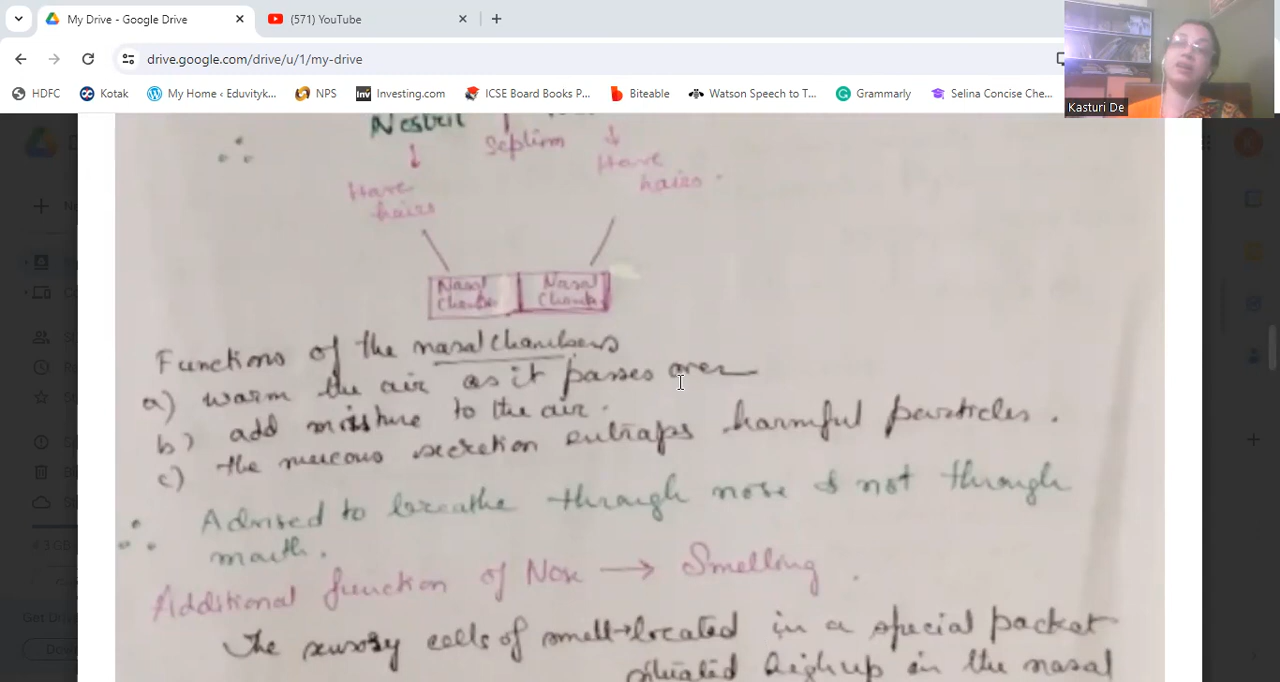 My Drive - Google Drive
(571) YouTube
drive.google.com/drive/u/1/my-drive
HDFC
Kotak
My Home ‹ Eduvityk...
NPS
Investing.com
ICSE Board Books P...
Biteable
Watson Speech to T...
Grammarly
Selina Concise Che...
Kasturi De
Nostril
Septum
Have hairs
Have hairs.
Nasal Chamber
Nasal Chamber
Functions of the nasal chambers
a) warm the air as it passes over
b) add moisture to the air.
c) the mucous secretion entraps harmful particles.
∴ Advised to breathe through nose & not through
mouth.
Additional function of Nose → Smelling.
The sensory cells of smell → located in a special pocket
situated high up in the nasal